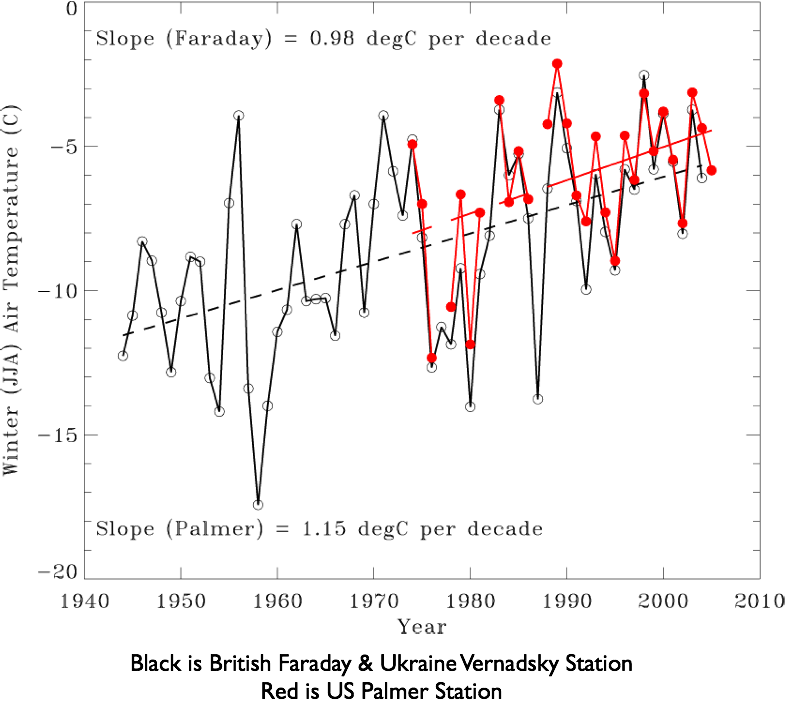 0
Slope (Faraday) = 0.98 degC per decade
-5
-10
-15
Slope (Palmer) = 1.15 degC per decade
-20
Winter (JJA) Air Temperature (C)
1940 1950 1960 1970 1980 1990 2000 2010
Year
Black is British Faraday & Ukraine Vernadsky Station
Red is US Palmer Station